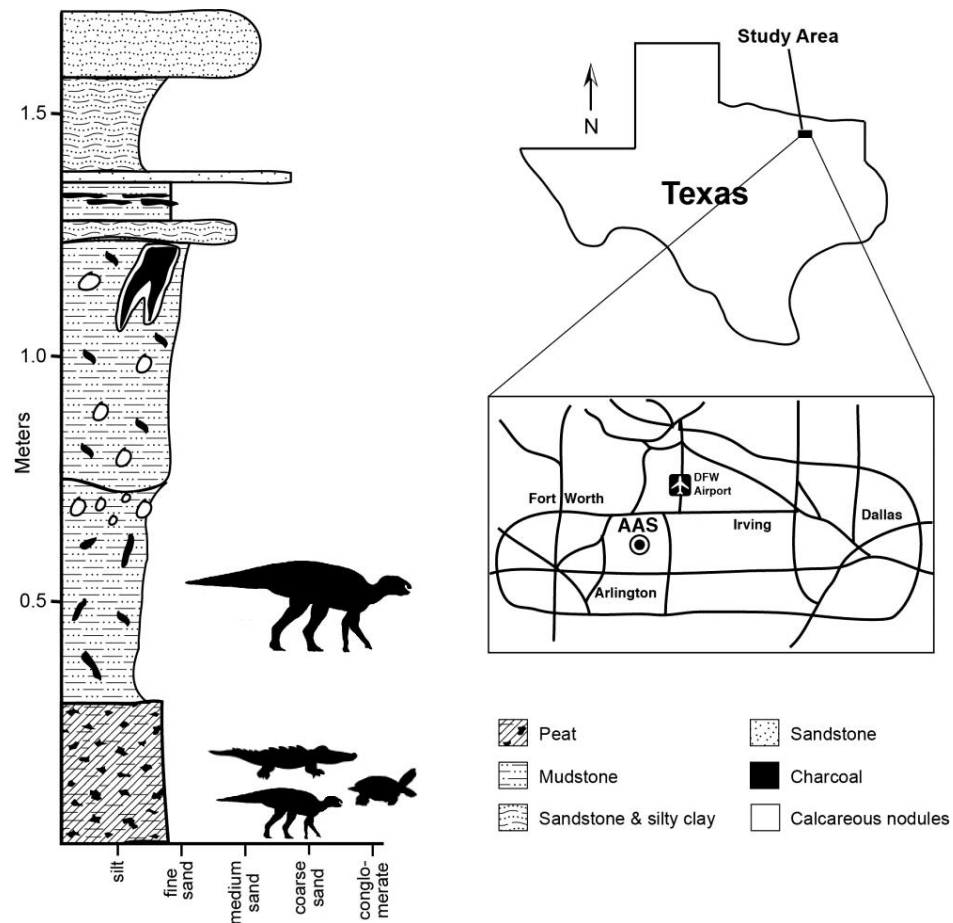 1.5
1.0
0.5
Meters
silt
fine
sand
medium
sand
coarse
sand
conglo-
merate
Study Area
N
Texas
DFW
Airport
Fort Worth
AAS
Irving
Dallas
Arlington
Peat
Mudstone
Sandstone & silty clay
Sandstone
Charcoal
Calcareous nodules